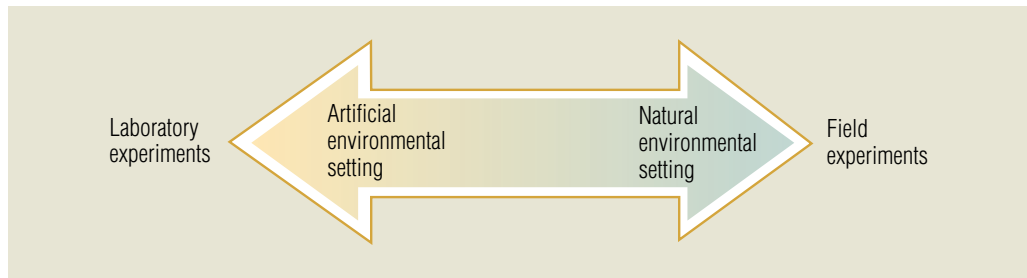 Laboratory
experiments
Artificial
environmental
setting
Natural
environmental
setting
Field
experiments